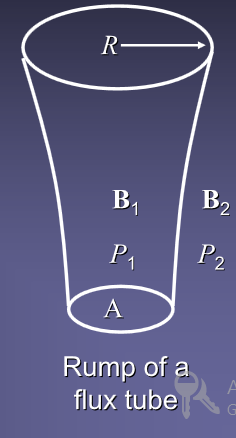 R
B₁ B₂
P₁ P₂
A
Rump of a
flux tube
A
G